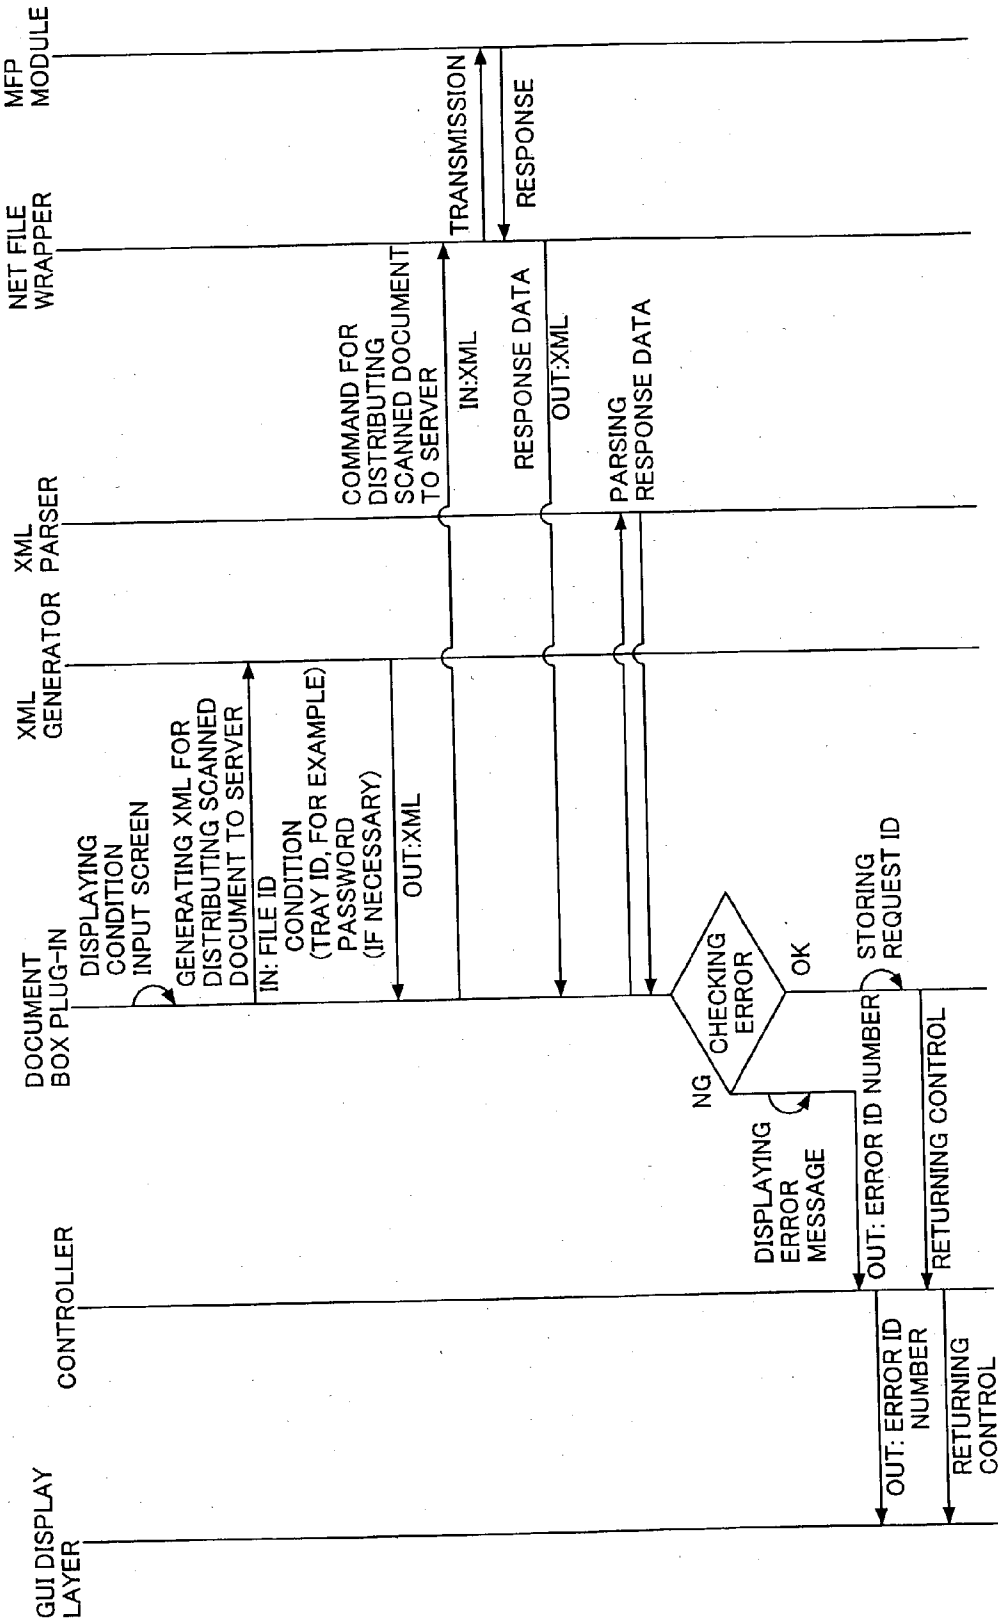 GUI DISPLAY
LAYER
CONTROLLER
DOCUMENT
BOX PLUG-IN
XML
GENERATOR
XML
PARSER
NET FILE
WRAPPER
MFP
MODULE
DISPLAYING
CONDITION
INPUT SCREEN
GENERATING XML FOR
DISTRIBUTING SCANNED
DOCUMENT TO SERVER
IN: FILE ID
CONDITION
(TRAY ID, FOR EXAMPLE)
PASSWORD
(IF NECESSARY)
OUT:XML
COMMAND FOR
DISTRIBUTING
SCANNED DOCUMENT
TO SERVER
IN:XML
TRANSMISSION
RESPONSE
RESPONSE DATA
OUT:XML
PARSING
RESPONSE DATA
CHECKING
ERROR
NG
OK
DISPLAYING
ERROR
MESSAGE
STORING
REQUEST ID
OUT: ERROR ID NUMBER
OUT: ERROR ID
NUMBER
RETURNING CONTROL
RETURNING
CONTROL